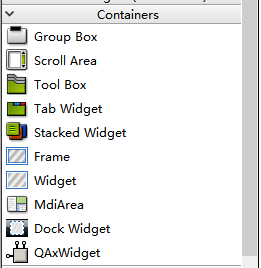 Containers
Group Box
Scroll Area
Tool Box
Tab Widget
Stacked Widget
Frame
Widget
MdiArea
Dock Widget
QAxWidget